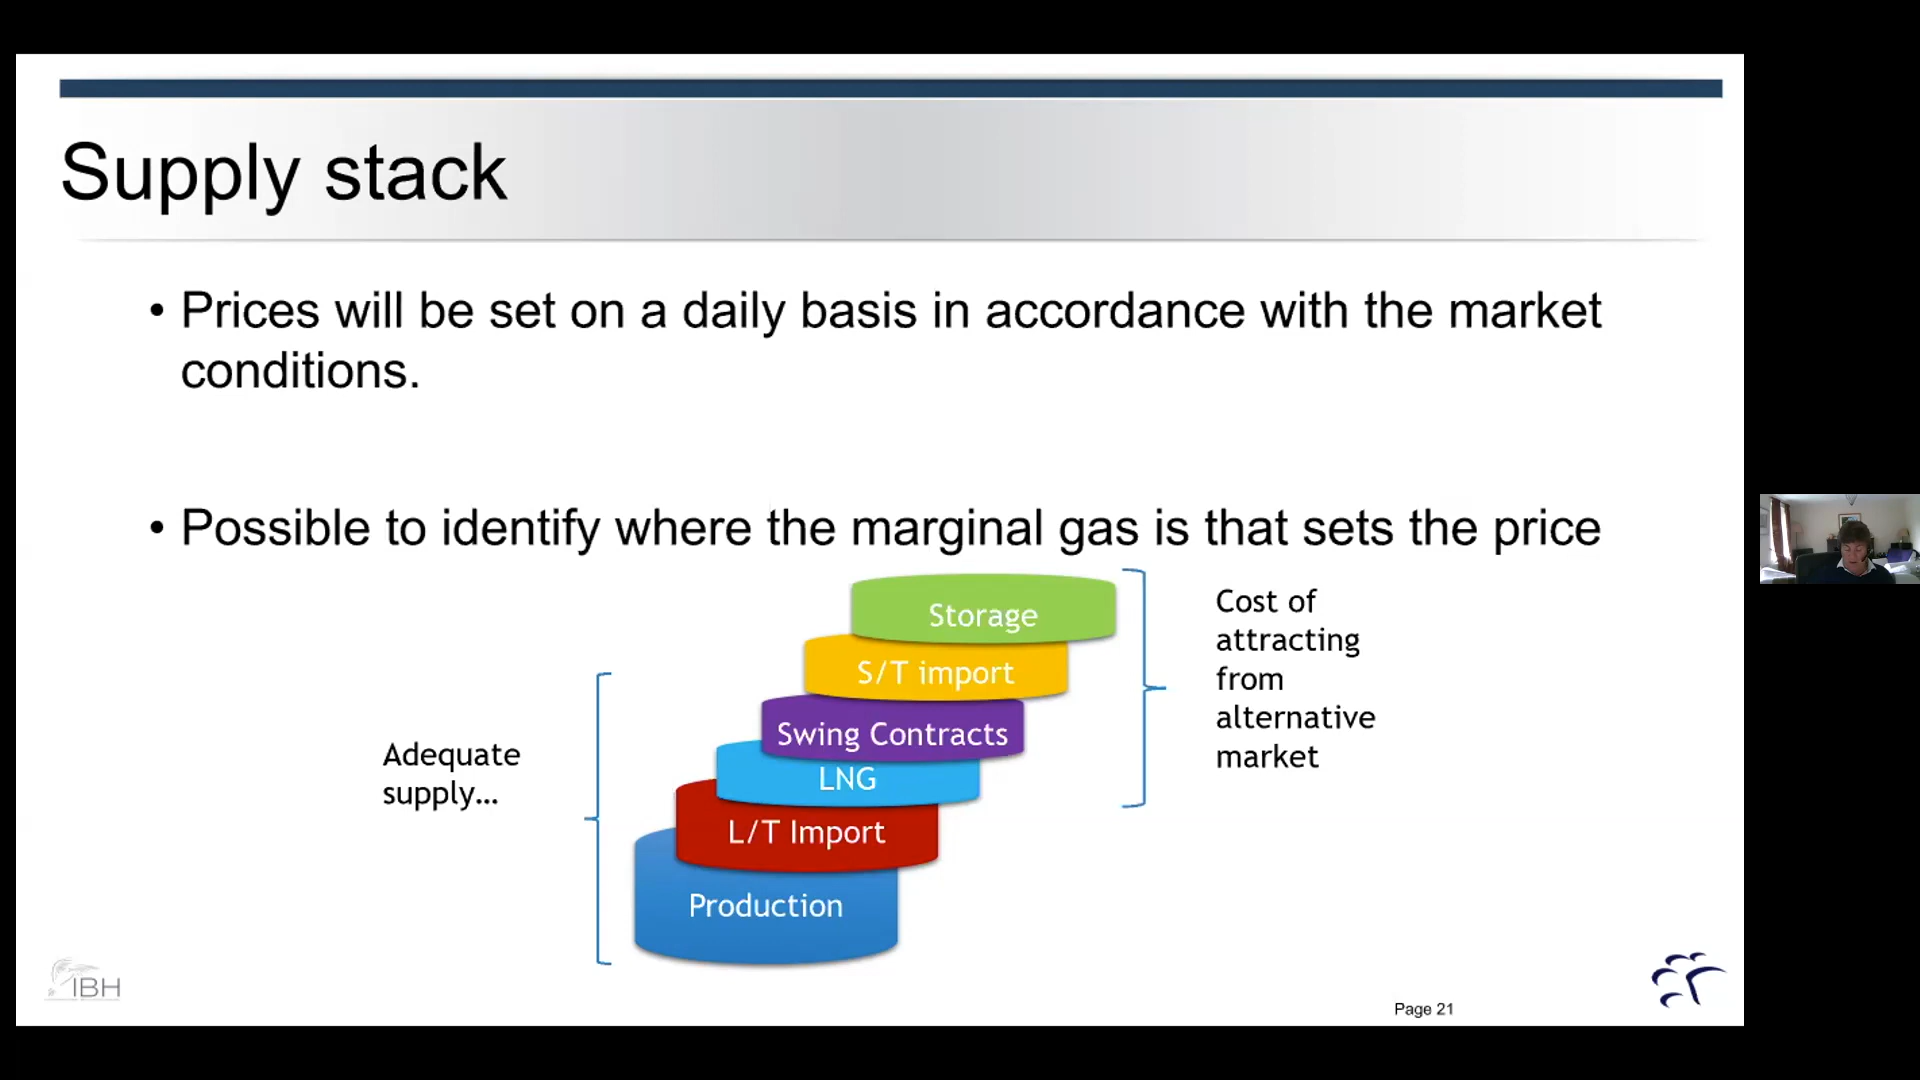 Supply stack
• Prices will be set on a daily basis in accordance with the market
conditions.
• Possible to identify where the marginal gas is that sets the price
Storage
S/T import
Swing Contracts
LNG
L/T Import
Production
Adequate
supply...
Cost of
attracting
from
alternative
market
IBH
Page 21